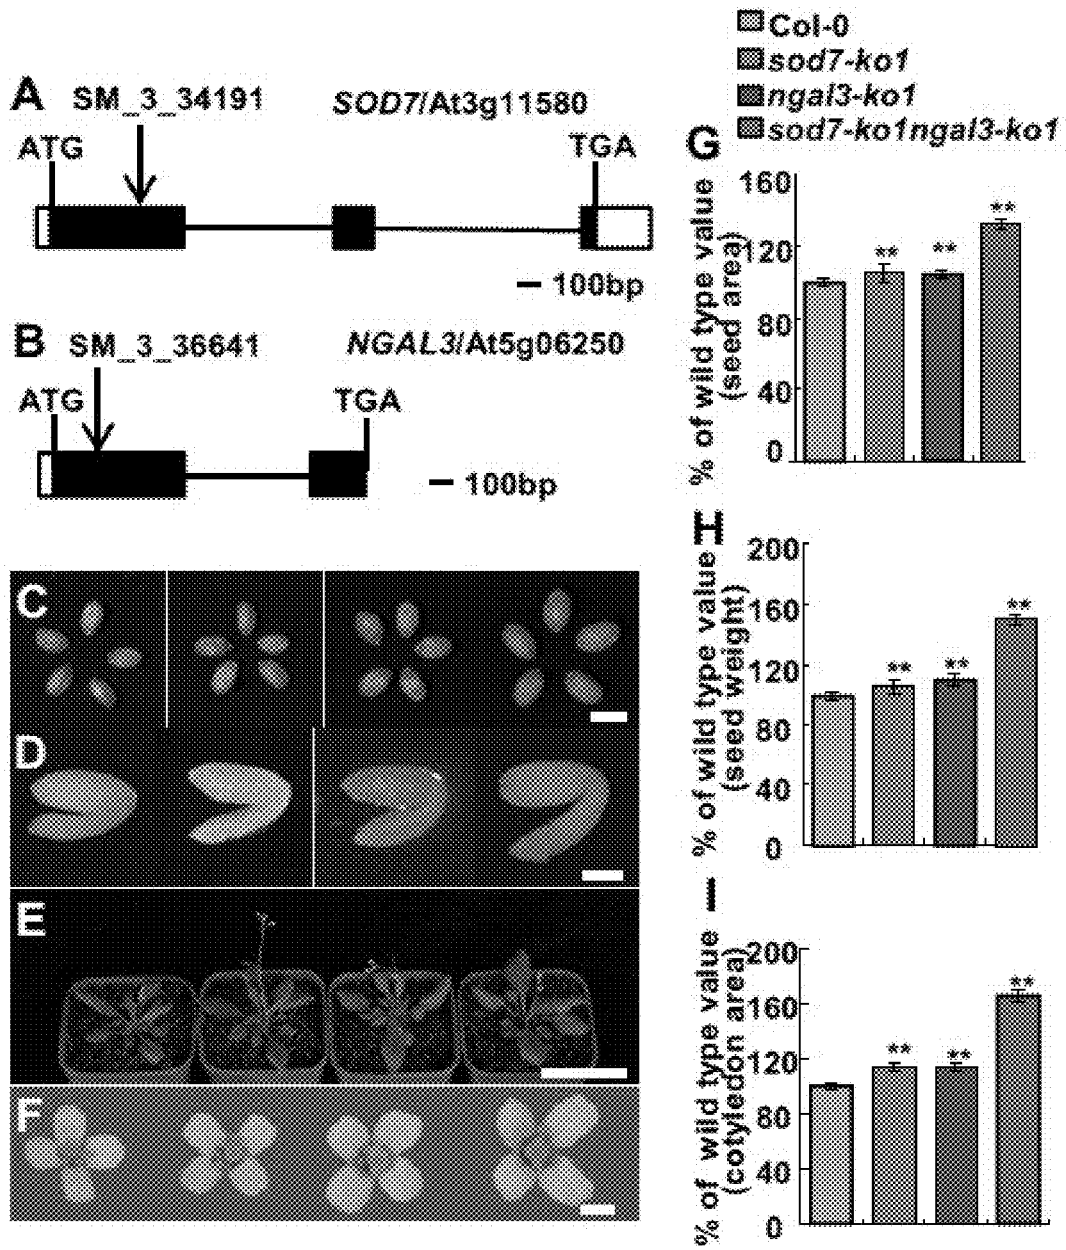 Col-0
sod7-ko1
ngal3-ko1
sod7-ko1ngal3-ko1
A
SM_3_34191
SOD7/At3g11580
ATG
TGA
100bp
B
SM_3_36641
NGAL3/At5g06250
ATG
TGA
100bp
C
D
E
F
G
% of wild type value
(seed area)
160
120
80
40
0
**
**
**
H
% of wild type value
(seed weight)
200
160
120
80
40
0
**
**
**
I
% of wild type value
(cotyledon area)
200
160
120
80
40
0
**
**
**